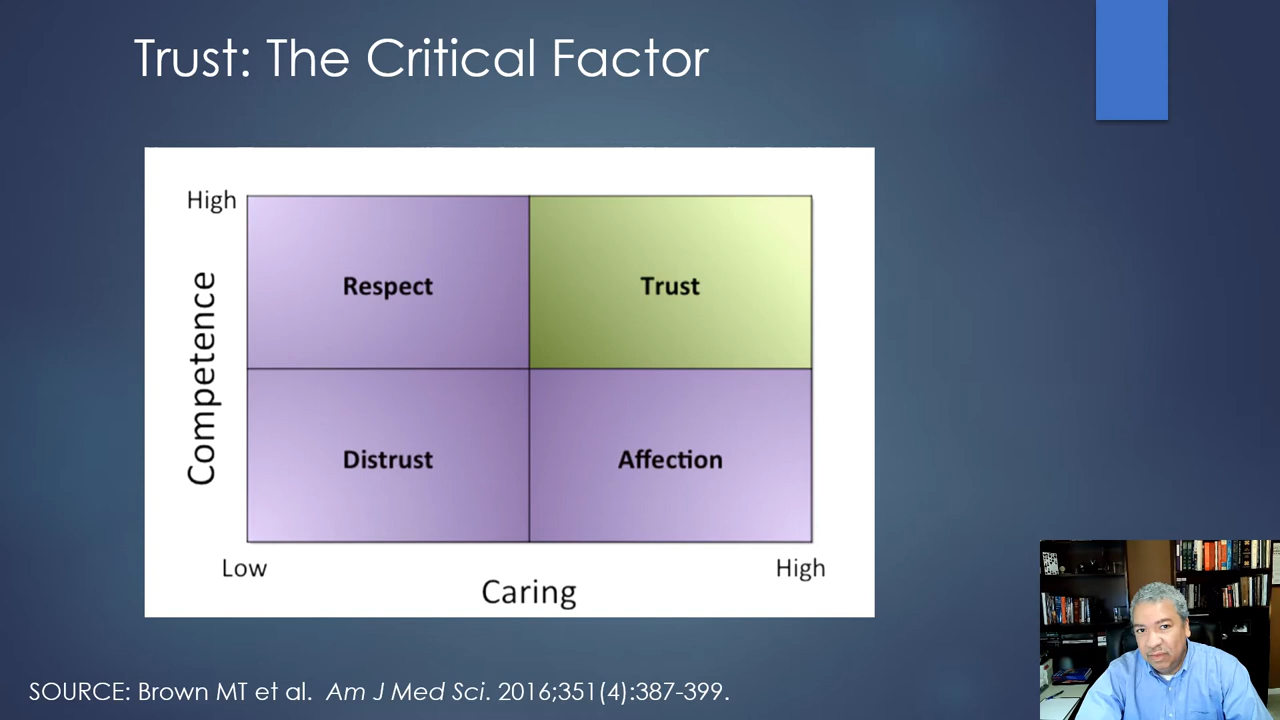 Trust: The Critical Factor
High
Respect
Trust
Competence
Distrust
Affection
Low
High
Caring
SOURCE: Brown MT et al. Am J Med Sci. 2016;351(4):387-399.